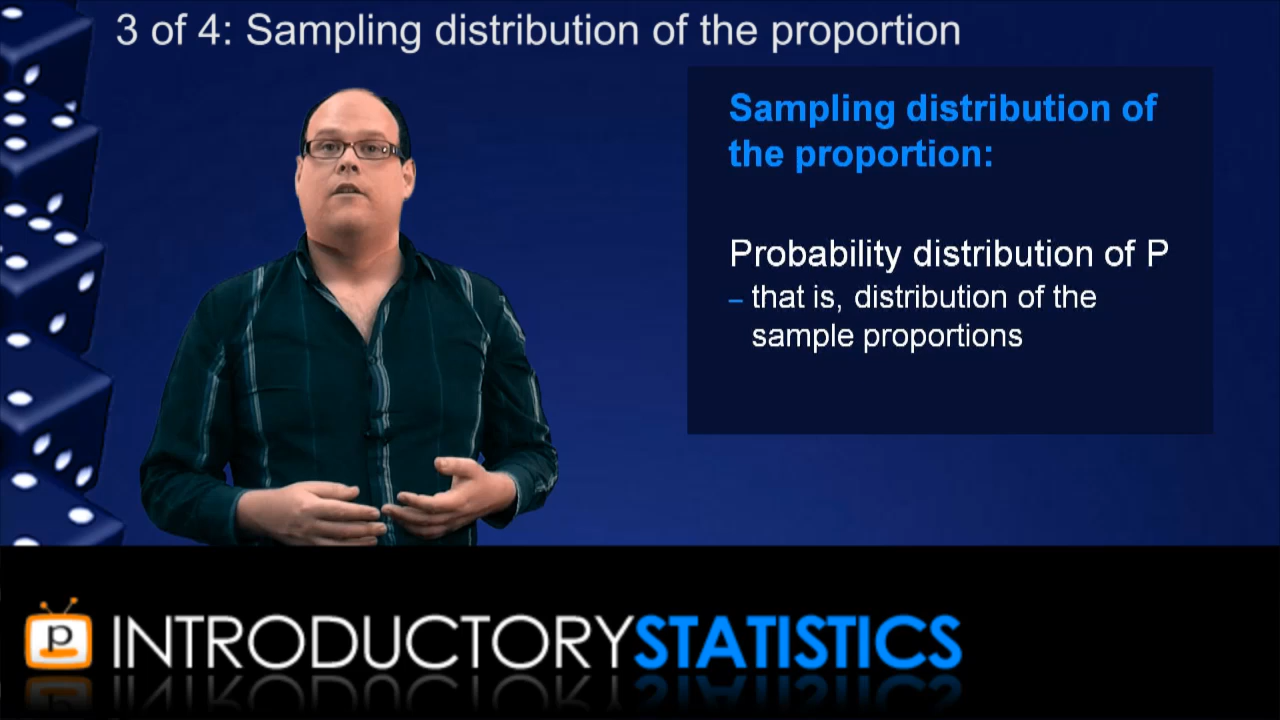 3 of 4: Sampling distribution of the proportion
Sampling distribution of
the proportion:
Probability distribution of P
– that is, distribution of the
sample proportions
p INTRODUCTORYSTATISTICS